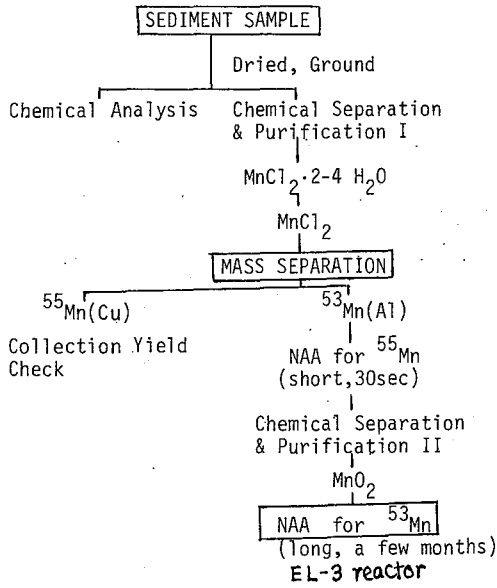 SEDIMENT SAMPLE
Dried, Ground
Chemical Analysis
Chemical Separation
& Purification I
MnCl₂·2-4 H₂O
MnCl₂
MASS SEPARATION
⁵⁵Mn(Cu)
Collection Yield
Check
⁵³Mn(Al)
NAA for ⁵⁵Mn
(short,30sec)
Chemical Separation
& Purification II
MnO₂
NAA for ⁵³Mn
(long, a few months)
EL-3 reactor